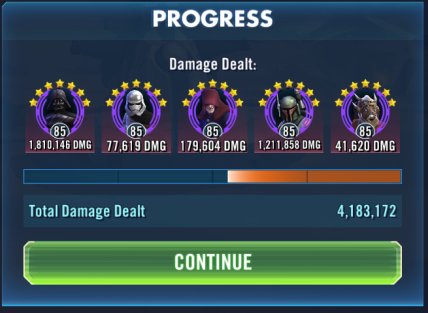 PROGRESS
Damage Dealt:
85 85 85 85 85
1,810,146 DMG 77,619 DMG 179,604 DMG 1,211,858 DMG 41,620 DMG
Total Damage Dealt 4,183,172
CONTINUE